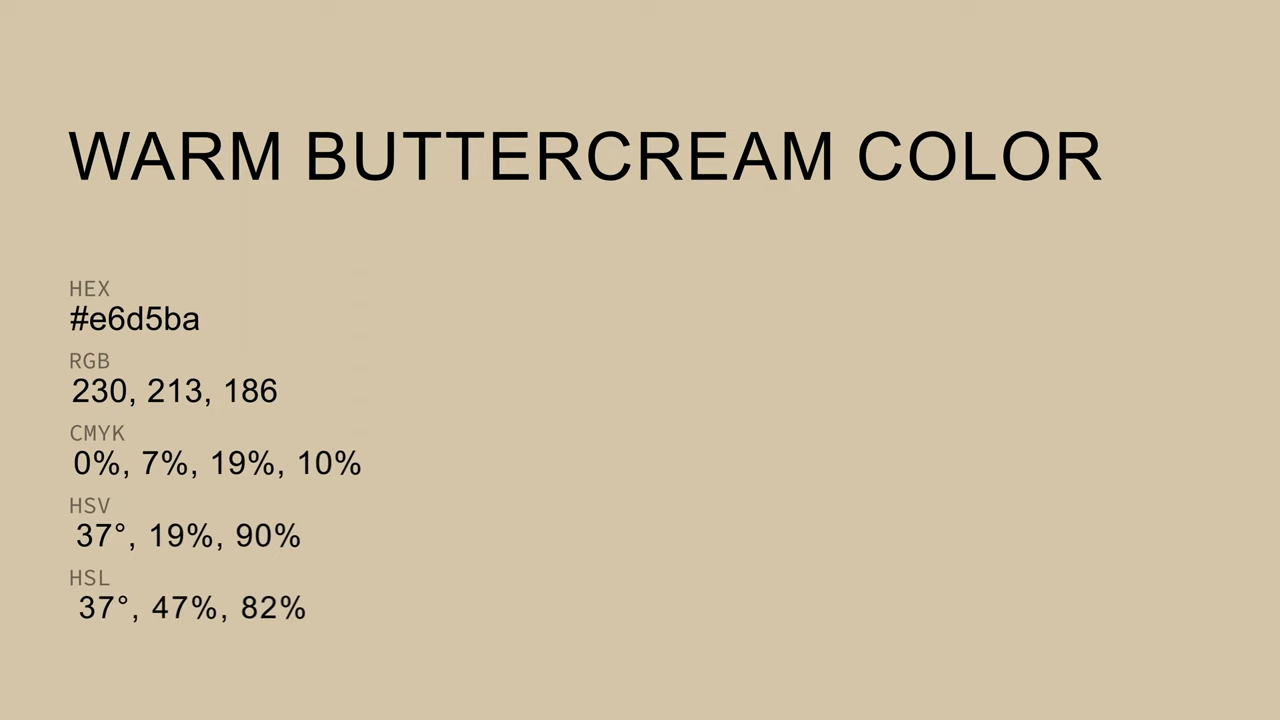 WARM BUTTERCREAM COLOR
HEX
#e6d5ba
RGB
230, 213, 186
CMYK
0%, 7%, 19%, 10%
HSV
37°, 19%, 90%
HSL
37°, 47%, 82%